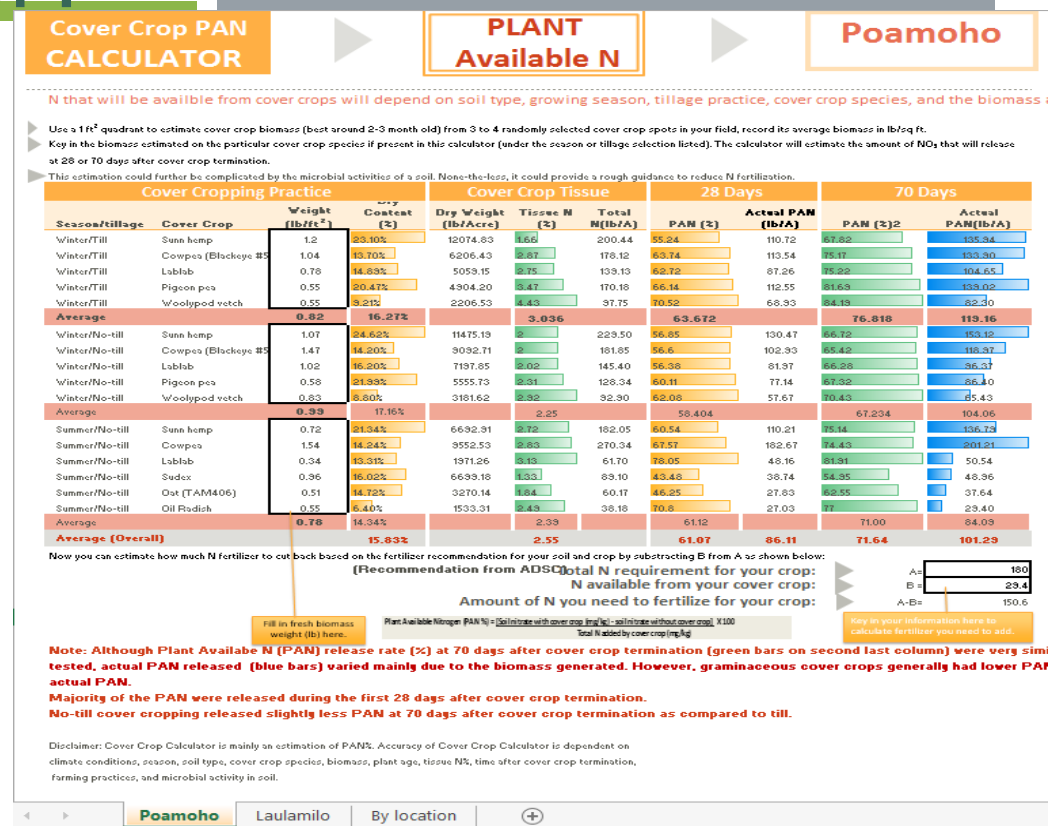 Cover Crop PAN
CALCULATOR
PLANT
Available N
Poamoho
N that will be availble from cover crops will depend on soil type, growing season, tillage practice, cover crop species, and the biomass
Use a 1 ft² quadrant to estimate cover crop biomass (best around 2-3 month old) from 3 to 4 randomly selected cover crop spots in your field, record its average biomass in lb/sq ft.
Key in the biomass estimated on the particular cover crop species if present in this calculator (under the season or tillage selection listed). The calculator will estimate the amount of NO₃ that will release
at 28 or 70 days after cover crop termination.
This estimation could further be complicated by the microbial activities of a soil. None-the-less, it could provide a rough guidance to reduce N fertilization.
Cover Cropping Practice Cover Crop Tissue 28 Days 70 Days
Season/tillage Cover Crop Weight (lb/ft²) Dry Content (%) Dry Weight (lb/Acre) Tissue N (%) Total N(lb/A) PAN (%) Actual PAN (lb/A) PAN (%)2 Actual PAN(lb/A)
Winter/Till Sunn hemp 1.2 23.10% 12074.83 1.66 200.44 55.24 110.72 67.82 135.94
Winter/Till Cowpea (Blackeye #5 1.04 13.70% 6206.43 2.87 178.12 63.74 113.54 75.17 133.90
Winter/Till Lablab 0.78 14.89% 5059.15 2.75 139.13 62.72 87.26 75.22 104.65
Winter/Till Pigeon pea 0.55 20.47% 4904.20 3.47 170.18 66.14 112.55 81.69 139.02
Winter/Till Woolypod vetch 0.55 9.21% 2206.53 4.43 97.75 70.52 68.93 84.19 82.30
Average 0.82 16.27% 3.036 63.672 76.818 119.16
Winter/No-till Sunn hemp 1.07 24.62% 11475.19 2 229.50 56.85 130.47 66.72 153.12
Winter/No-till Cowpea (Blackeye #5 1.47 14.20% 9092.71 2 181.85 56.6 102.93 65.42 118.97
Winter/No-till Lablab 1.02 16.20% 7197.85 2.02 145.40 56.38 81.97 66.28 96.37
Winter/No-till Pigeon pea 0.58 21.99% 5555.73 2.31 128.34 60.11 77.14 67.32 86.40
Winter/No-till Woolypod vetch 0.83 8.80% 3181.62 2.92 92.90 62.08 57.67 70.43 65.43
Average 0.99 17.16% 2.25 58.404 67.234 104.06
Summer/No-till Sunn hemp 0.72 21.34% 6692.91 2.72 182.05 60.54 110.21 75.14 136.79
Summer/No-till Cowpea 1.54 14.24% 9552.53 2.83 270.34 67.57 182.67 74.43 201.21
Summer/No-till Lablab 0.34 13.31% 1971.26 3.13 61.70 78.05 48.16 81.91 50.54
Summer/No-till Sudex 0.96 16.02% 6699.18 1.33 89.10 43.48 38.74 54.95 48.96
Summer/No-till Oat (TAM406) 0.51 14.72% 3270.14 1.84 60.17 46.25 27.83 62.55 37.64
Summer/No-till Oil Radish 0.55 6.40% 1533.31 2.49 38.18 70.8 27.03 77 29.40
Average 0.78 14.34% 2.39 61.12 71.00 84.09
Average (Overall) 15.83% 2.55 61.07 86.11 71.64 101.29
Now you can estimate how much N fertilizer to cut back based on the fertilizer recommendation for your soil and crop by substracting B from A as shown below:
(Recommendation from ADSC) Total N requirement for your crop: A= 180
N available from your cover crop: B = 29.4
Amount of N you need to fertilize for your crop: A-B= 150.6
Fill in fresh biomass
weight (lb) here.
Plant Available Nitrogen (PAN %) = [Soil nitrate with cover crop (mg/kg) - soil nitrate without cover crop] X 100
Total N added by cover crop (mg/kg)
Key in your information here to
calculate fertilizer you need to add.
Note: Although Plant Availabe N (PAN) release rate (%) at 70 days after cover crop termination (green bars on second last column) were very simi
tested, actual PAN released (blue bars) varied mainly due to the biomass generated. However, graminaceous cover crops generally had lower PAN
actual PAN.
Majority of the PAN were released during the first 28 days after cover crop termination.
No-till cover cropping released slightly less PAN at 70 days after cover crop termination as compared to till.
Disclaimer: Cover Crop Calculator is mainly an estimation of PAN%. Accuracy of Cover Crop Calculator is dependent on
climate conditions, season, soil type, cover crop species, biomass, plant age, tissue N%, time after cover crop termination,
farming practices, and microbial activity in soil.
Poamoho Laulamilo By location